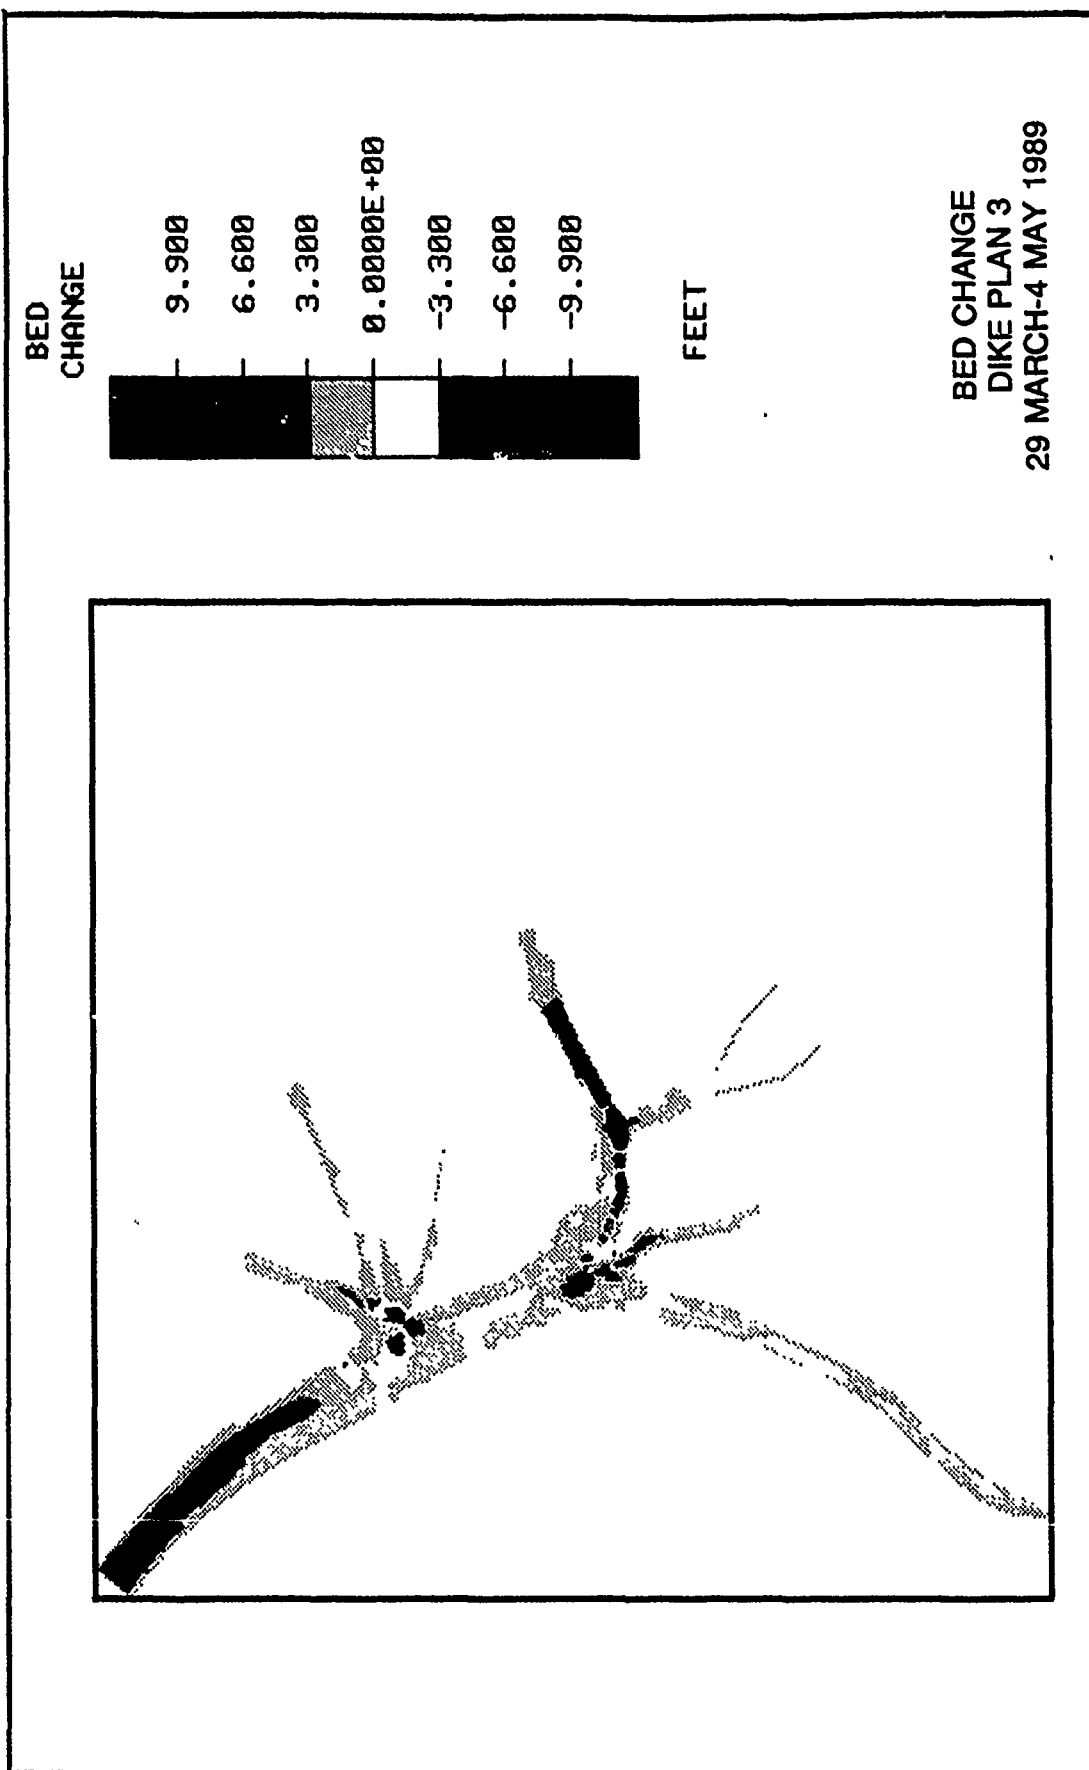 BED
CHANGE
9.900
6.600
3.300
0.0000E+00
-3.300
-6.600
-9.900
FEET
BED CHANGE
DIKE PLAN 3
29 MARCH-4 MAY 1989